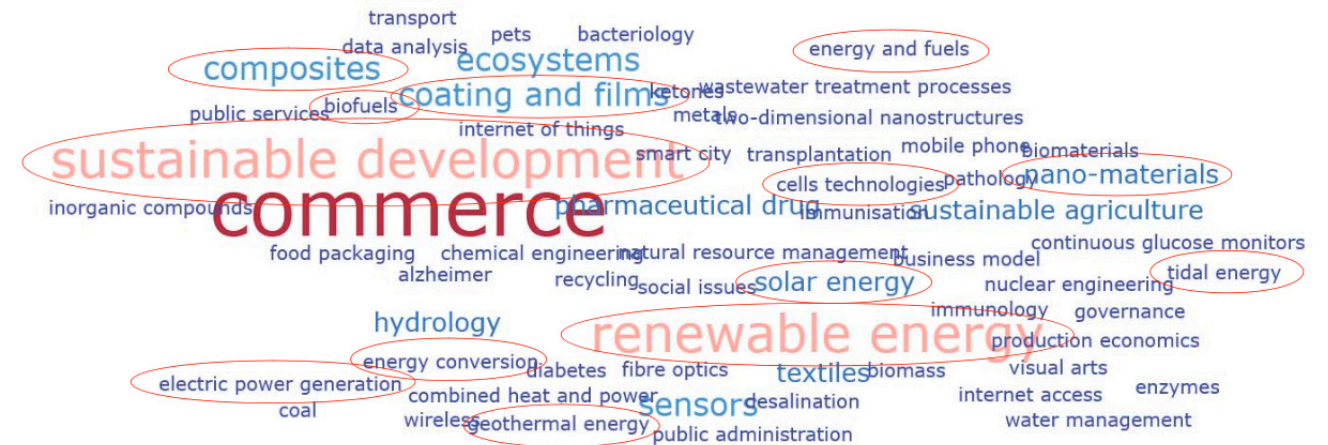 transport
data analysis
pets
bacteriology
energy and fuels
composites
ecosystems
coating and films
ketones
wastewater treatment processes
public services
biofuels
metals
two-dimensional nanostructures
internet of things
sustainable development
smart city
transplantation
mobile phone
biomaterials
cells technologies
pathology
nano-materials
inorganic compounds
commerce
pharmaceutical drug
immunisation
sustainable agriculture
food packaging
chemical engineering
natural resource management
business model
continuous glucose monitors
alzheimer
recycling
social issues
solar energy
nuclear engineering
tidal energy
immunology
governance
hydrology
renewable energy
production economics
energy conversion
diabetes
fibre optics
textiles
biomass
visual arts
electric power generation
combined heat and power
sensors
desalination
internet access
enzymes
coal
wireless
geothermal energy
public administration
water management